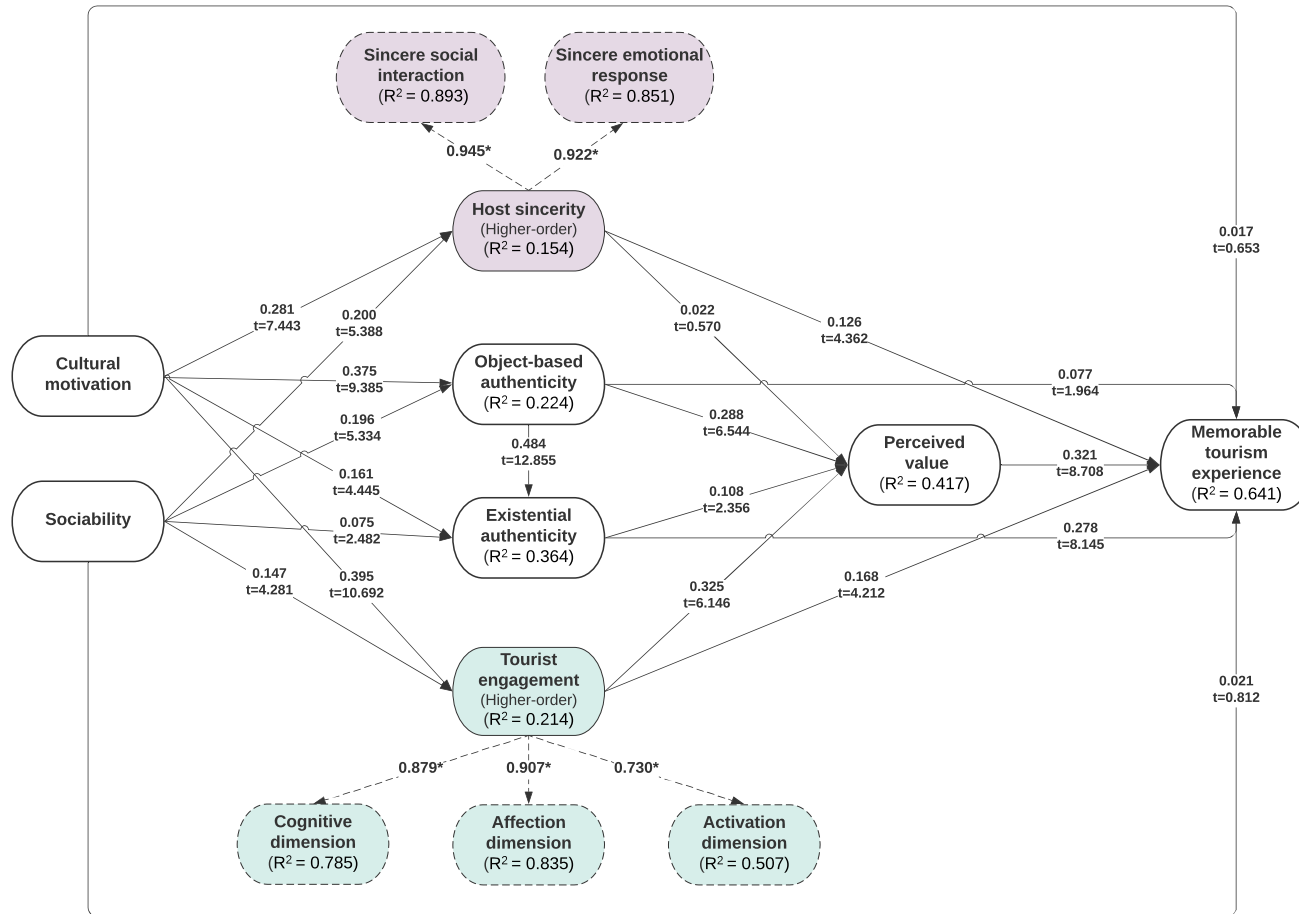 Sincere social
interaction
(R² = 0.893)
Sincere emotional
response
(R² = 0.851)
0.945*
0.922*
Host sincerity
(Higher-order)
(R² = 0.154)
0.017
t=0.653
0.281
t=7.443
0.200
t=5.388
0.022
t=0.570
0.126
t=4.362
Cultural
motivation
0.375
t=9.385
Object-based
authenticity
(R² = 0.224)
0.077
t=1.964
0.196
t=5.334
0.288
t=6.544
0.484
t=12.855
Perceived
value
(R² = 0.417)
0.321
t=8.708
Memorable
tourism
experience
(R² = 0.641)
0.161
t=4.445
0.108
t=2.356
Sociability
0.075
t=2.482
Existential
authenticity
(R² = 0.364)
0.278
t=8.145
0.147
t=4.281
0.395
t=10.692
0.325
t=6.146
0.168
t=4.212
Tourist
engagement
(Higher-order)
(R² = 0.214)
0.021
t=0.812
0.879*
0.907*
0.730*
Cognitive
dimension
(R² = 0.785)
Affection
dimension
(R² = 0.835)
Activation
dimension
(R² = 0.507)